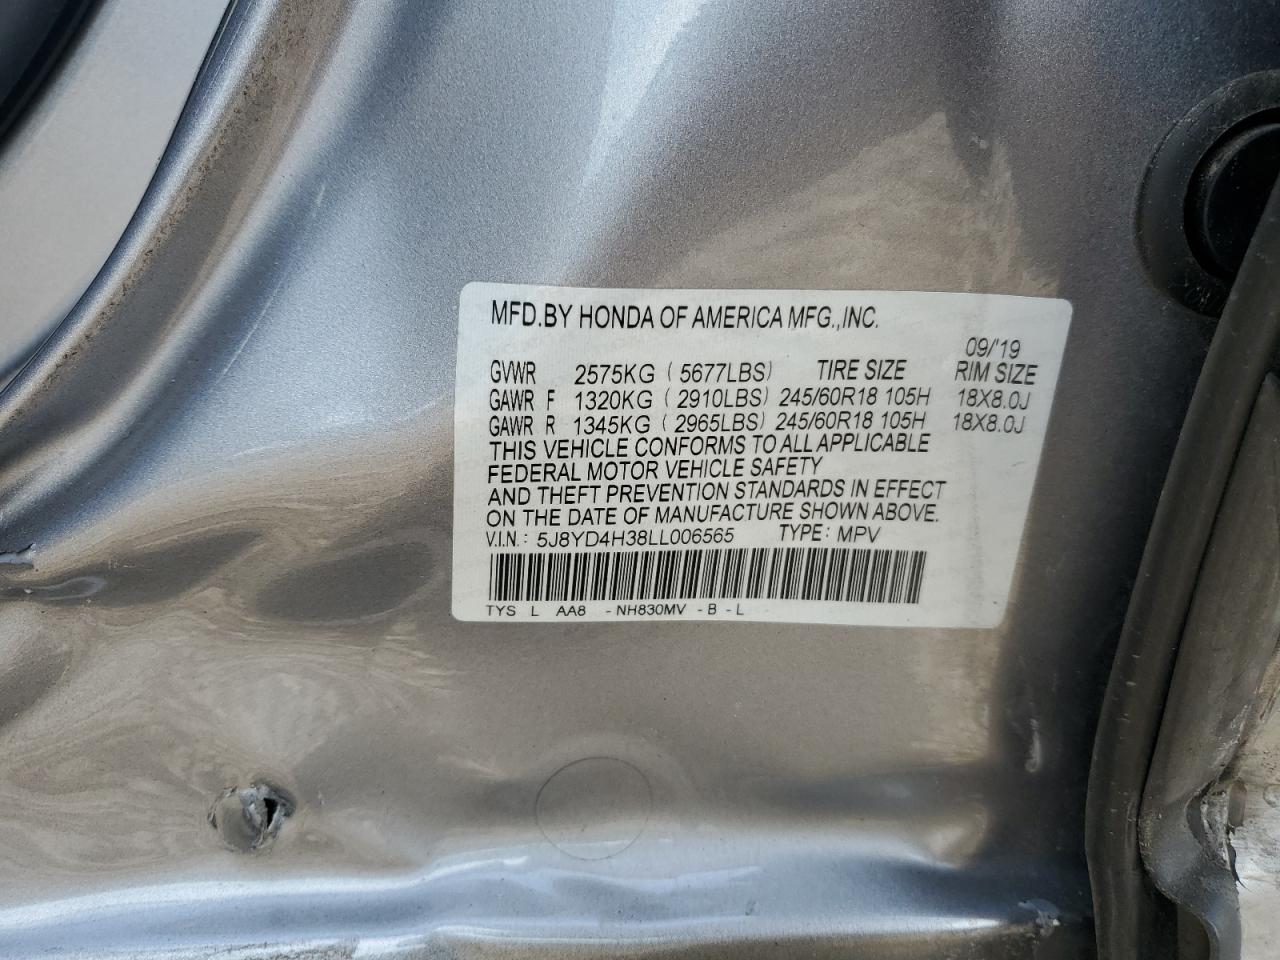 MFD.BY HONDA OF AMERICA MFG.,INC.
09/'19
GVWR 2575KG (5677LBS) TIRE SIZE RIM SIZE
GAWR F 1320KG (2910LBS) 245/60R18 105H 18X8.0J
GAWR R 1345KG (2965LBS) 245/60R18 105H 18X8.0J
THIS VEHICLE CONFORMS TO ALL APPLICABLE
FEDERAL MOTOR VEHICLE SAFETY
AND THEFT PREVENTION STANDARDS IN EFFECT
ON THE DATE OF MANUFACTURE SHOWN ABOVE.
V.I.N.: 5J8YD4H38LL006565 TYPE: MPV
TYS L AA8 -NH830MV -B -L